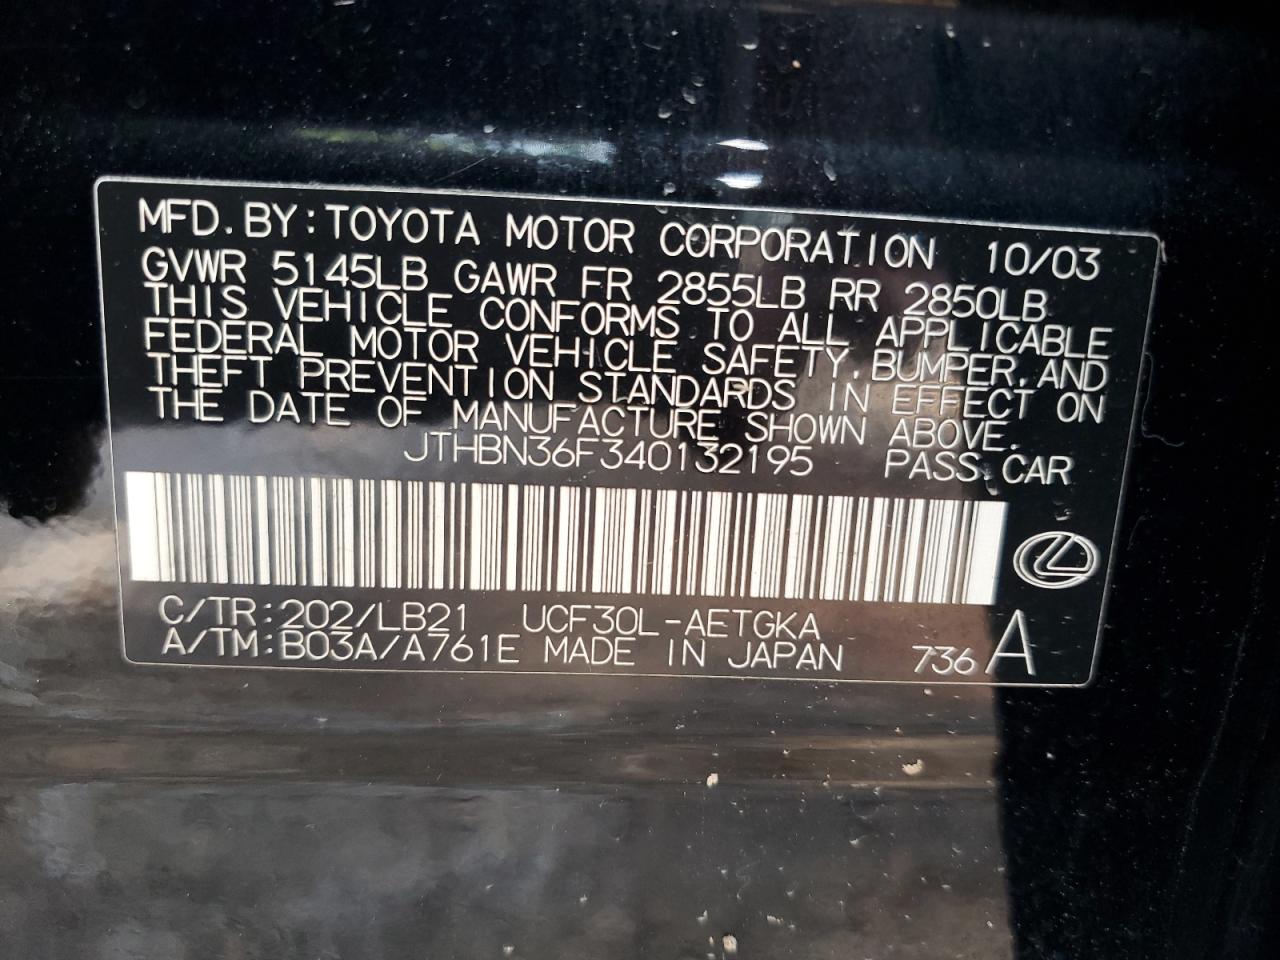 MFD.BY:TOYOTA MOTOR CORPORATION 10/03
GVWR 5145LB GAWR FR 2855LB RR 2850LB
THIS VEHICLE CONFORMS TO ALL APPLICABLE
FEDERAL MOTOR VEHICLE SAFETY,BUMPER,AND
THEFT PREVENTION STANDARDS IN EFFECT ON
THE DATE OF MANUFACTURE SHOWN ABOVE.
JTHBN36F340132195 PASS.CAR
C/TR:202/LB21 UCF30L-AETGKA
A/TM:B03A/A761E MADE IN JAPAN 736 A